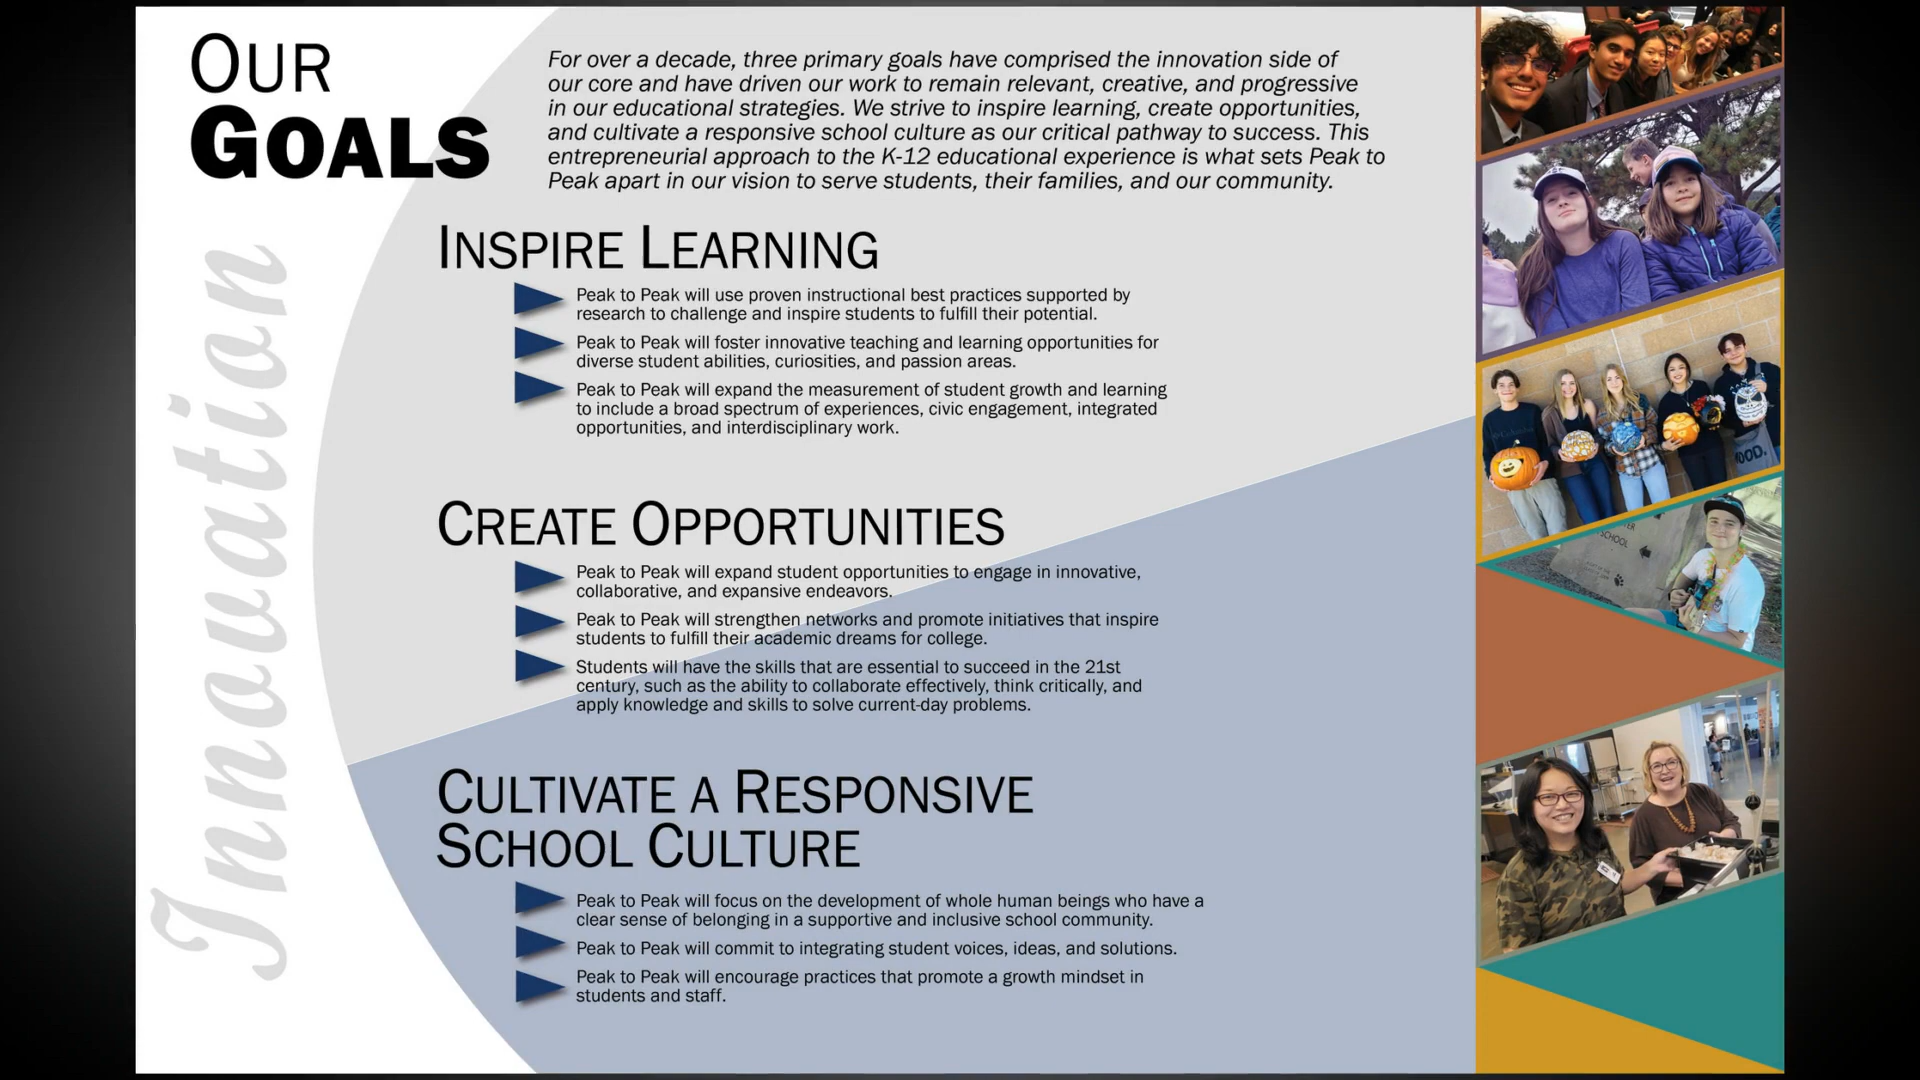 OUR
GOALS
For over a decade, three primary goals have comprised the innovation side of
our core and have driven our work to remain relevant, creative, and progressive
in our educational strategies. We strive to inspire learning, create opportunities,
and cultivate a responsive school culture as our critical pathway to success. This
entrepreneurial approach to the K-12 educational experience is what sets Peak to
Peak apart in our vision to serve students, their families, and our community.
Innovation
INSPIRE LEARNING
Peak to Peak will use proven instructional best practices supported by
research to challenge and inspire students to fulfill their potential.
Peak to Peak will foster innovative teaching and learning opportunities for
diverse student abilities, curiosities, and passion areas.
Peak to Peak will expand the measurement of student growth and learning
to include a broad spectrum of experiences, civic engagement, integrated
opportunities, and interdisciplinary work.
CREATE OPPORTUNITIES
Peak to Peak will expand student opportunities to engage in innovative,
collaborative, and expansive endeavors.
Peak to Peak will strengthen networks and promote initiatives that inspire
students to fulfill their academic dreams for college.
Students will have the skills that are essential to succeed in the 21st
century, such as the ability to collaborate effectively, think critically, and
apply knowledge and skills to solve current-day problems.
CULTIVATE A RESPONSIVE
SCHOOL CULTURE
Peak to Peak will focus on the development of whole human beings who have a
clear sense of belonging in a supportive and inclusive school community.
Peak to Peak will commit to integrating student voices, ideas, and solutions.
Peak to Peak will encourage practices that promote a growth mindset in
students and staff.
SCHOOL